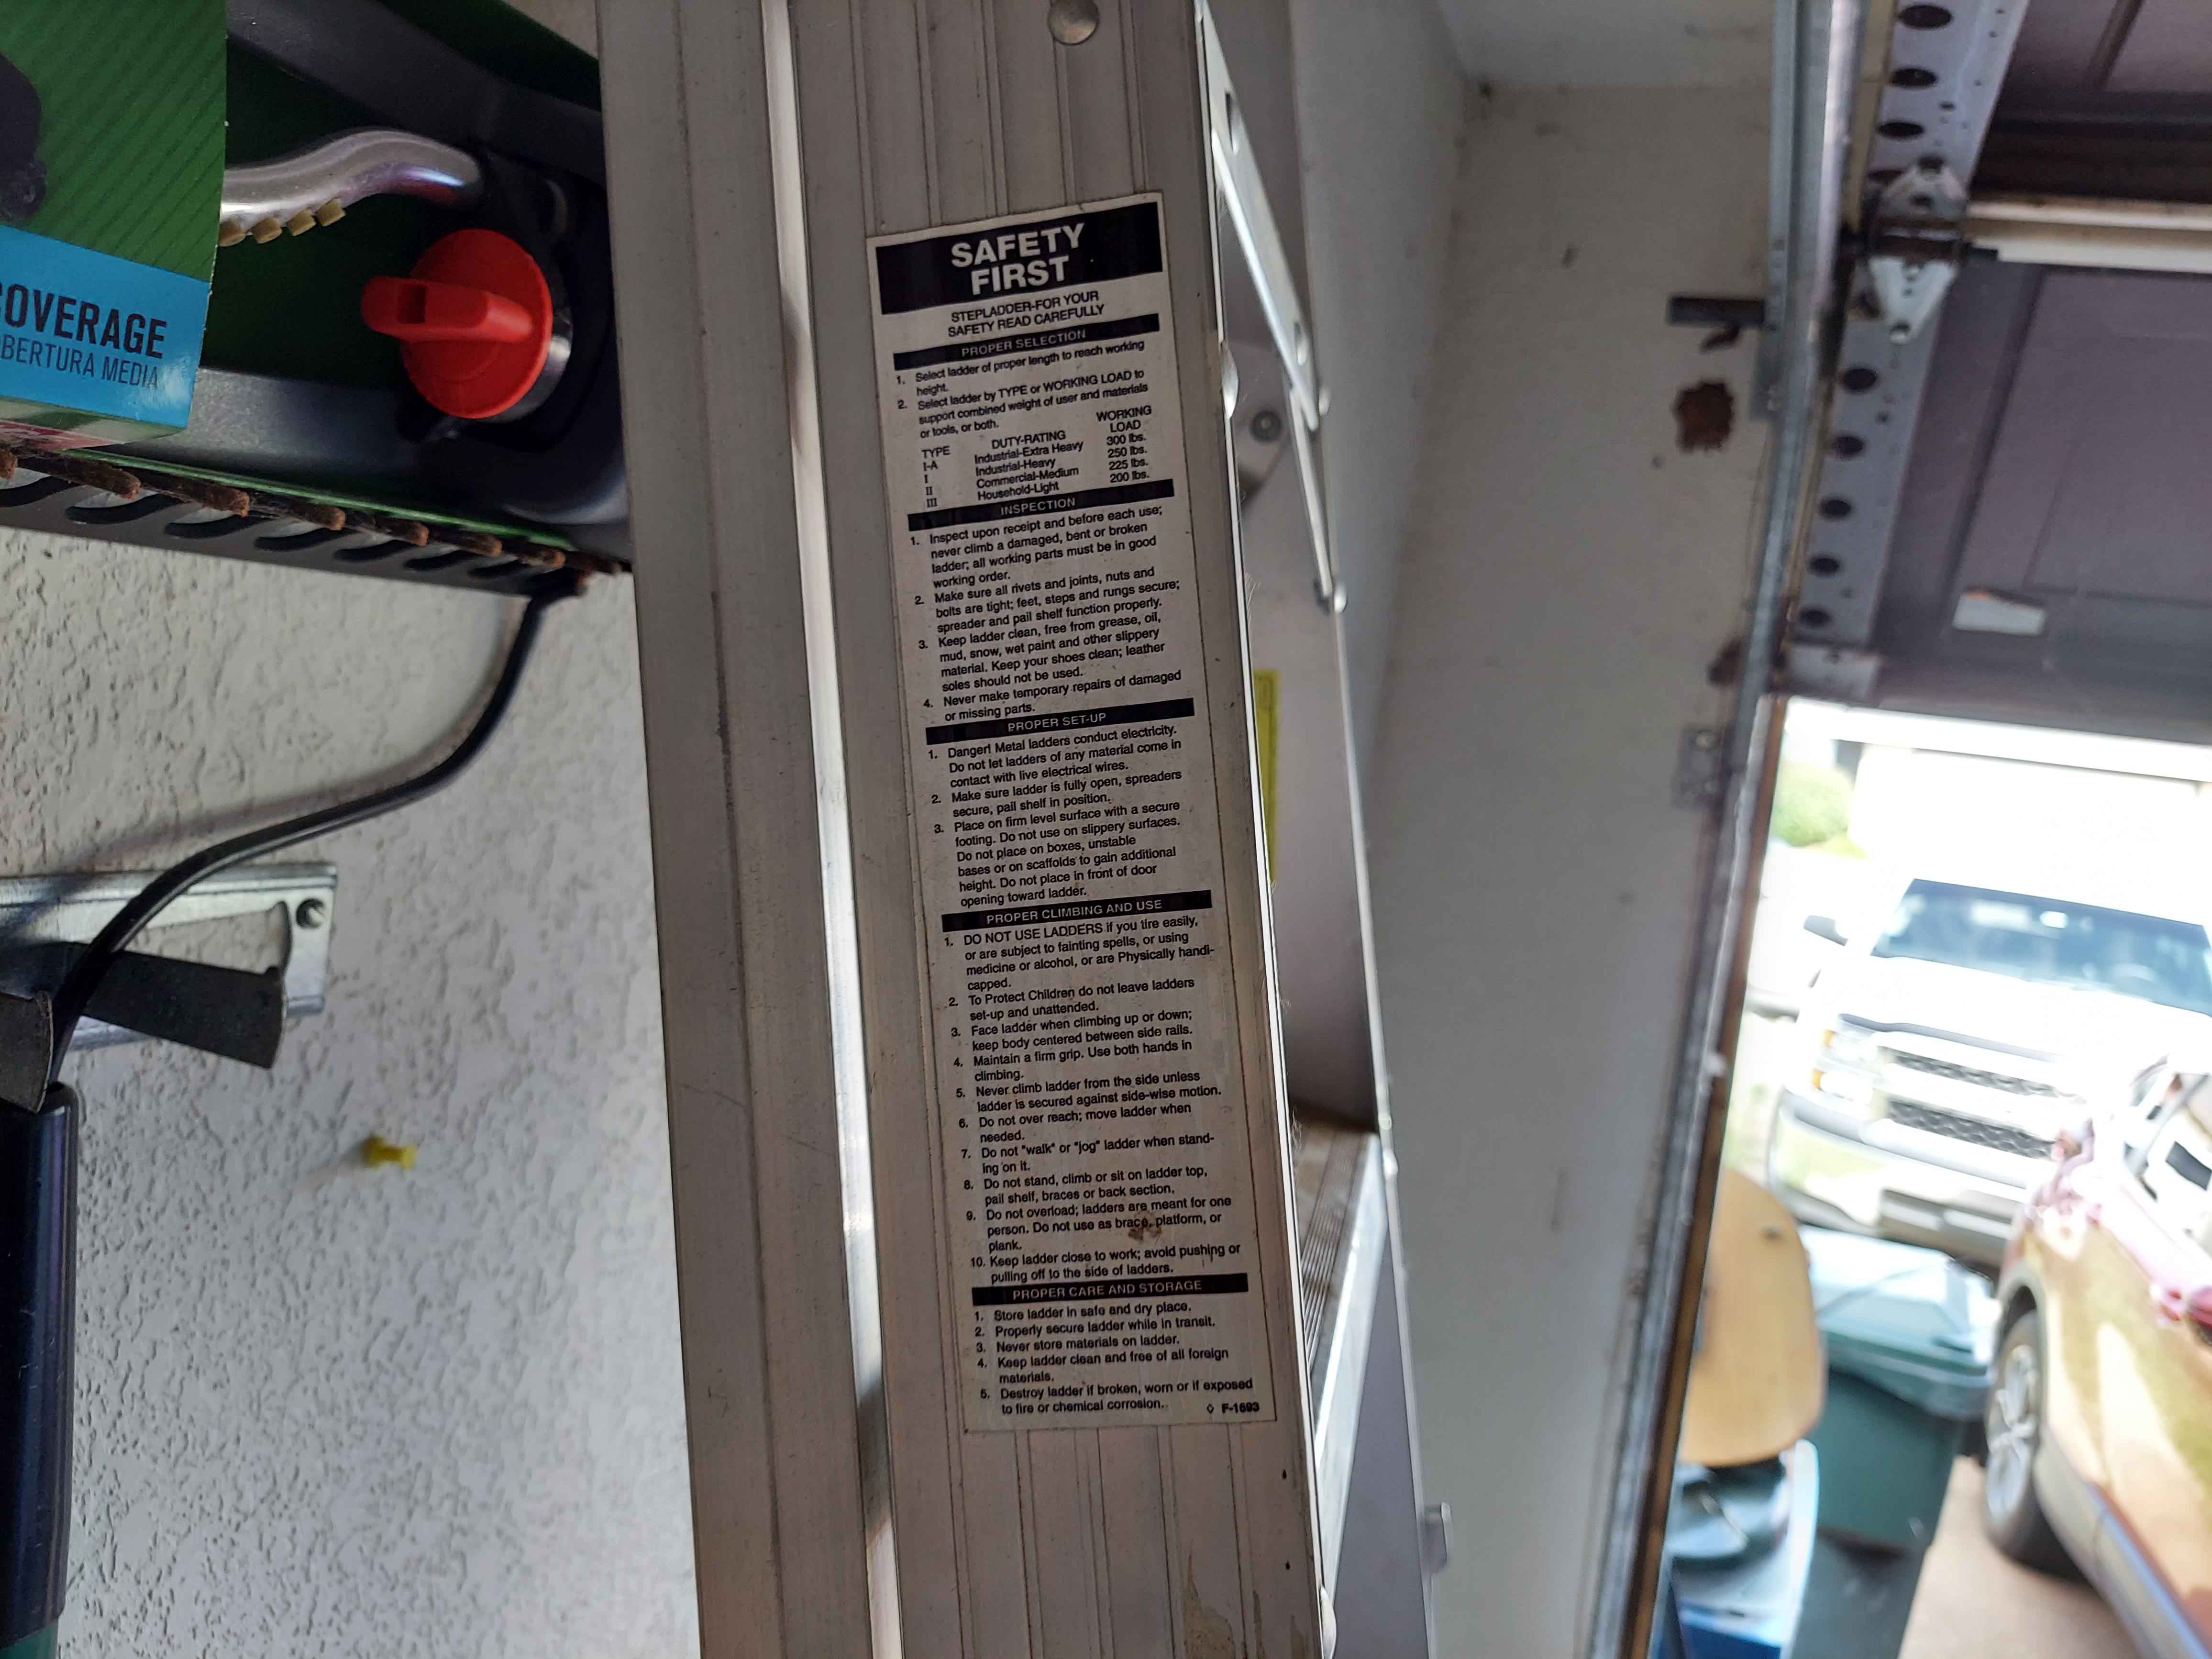 COVERAGE
BERTURA MEDIA
SAFETY
FIRST
STEPLADDER-FOR YOUR
SAFETY READ CAREFULLY
PROPER SELECTION
1. Select ladder of proper length to reach working
height.
2. Select ladder by TYPE or WORKING LOAD to
support combined weight of user and materials
or tools, or both.
TYPE DUTY-RATING WORKING LOAD
I-A Industrial-Extra Heavy 300 lbs.
I Industrial-Heavy 250 lbs.
II Commercial-Medium 225 lbs.
III Household-Light 200 lbs.
INSPECTION
1. Inspect upon receipt and before each use;
never climb a damaged, bent or broken
ladder; all working parts must be in good
working order.
2. Make sure all rivets and joints, nuts and
bolts are tight; feet, steps and rungs secure;
spreader and pail shelf function properly.
3. Keep ladder clean, free from grease, oil,
mud, snow, wet paint and other slippery
material. Keep your shoes clean; leather
soles should not be used.
4. Never make temporary repairs of damaged
or missing parts.
PROPER SET-UP
1. Danger! Metal ladders conduct electricity.
Do not let ladders of any material come in
contact with live electrical wires.
2. Make sure ladder is fully open, spreaders
secure, pail shelf in position.
3. Place on firm level surface with a secure
footing. Do not use on slippery surfaces.
Do not place on boxes, unstable
bases or on scaffolds to gain additional
height. Do not place in front of door
opening toward ladder.
PROPER CLIMBING AND USE
1. DO NOT USE LADDERS if you tire easily,
or are subject to fainting spells, or using
medicine or alcohol, or are Physically handi-
capped.
2. To Protect Children do not leave ladders
set-up and unattended.
3. Face ladder when climbing up or down;
keep body centered between side rails.
4. Maintain a firm grip. Use both hands in
climbing.
5. Never climb ladder from the side unless
ladder is secured against side-wise motion.
6. Do not over reach; move ladder when
needed.
7. Do not "walk" or "jog" ladder when stand-
ing on it.
8. Do not stand, climb or sit on ladder top,
pail shelf, braces or back section.
9. Do not overload; ladders are meant for one
person. Do not use as brace, platform, or
plank.
10. Keep ladder close to work; avoid pushing or
pulling off to the side of ladders.
PROPER CARE AND STORAGE
1. Store ladder in safe and dry place.
2. Properly secure ladder while in transit.
3. Never store materials on ladder.
4. Keep ladder clean and free of all foreign
materials.
5. Destroy ladder if broken, worn or if exposed
to fire or chemical corrosion.
◊ F-1693